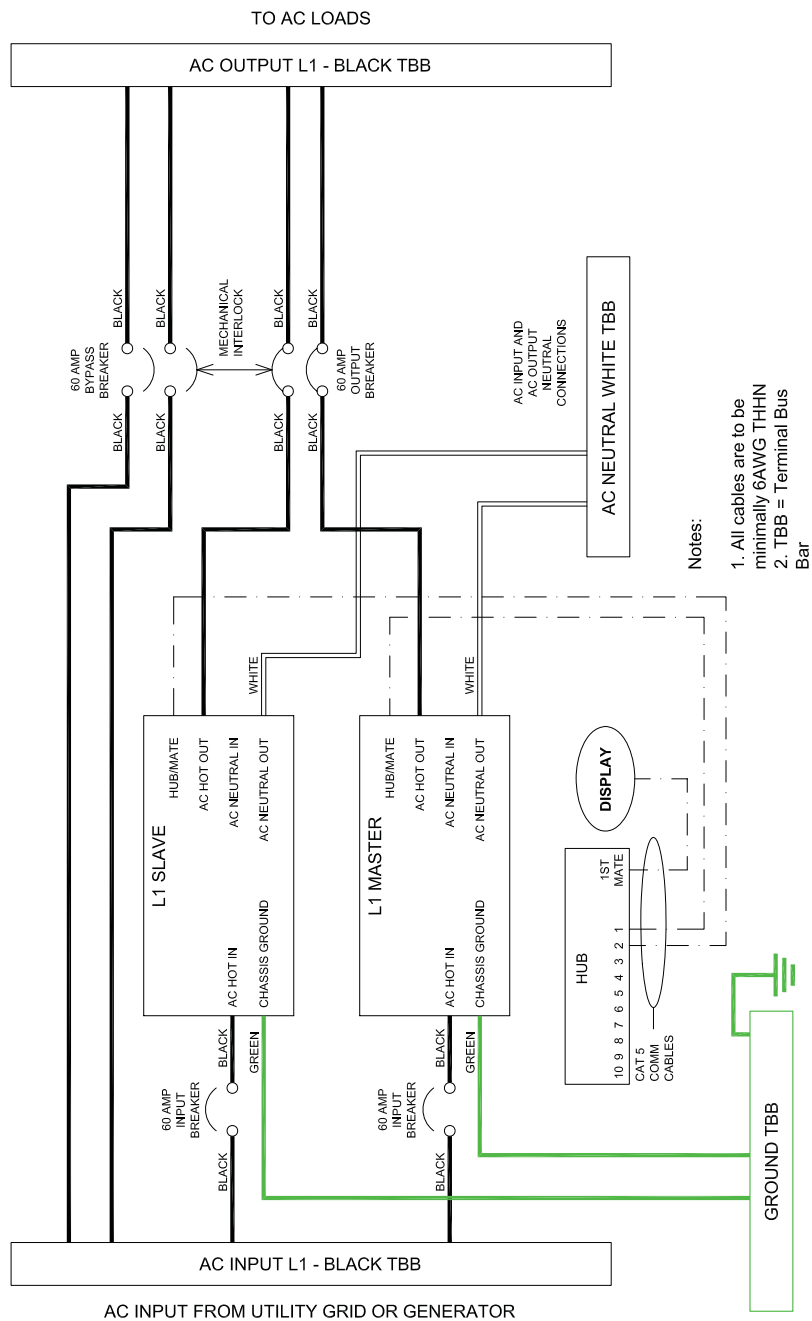 TO AC LOADS
AC OUTPUT L1 - BLACK TBB
BLACK
BLACK
BLACK
BLACK
60 AMP
BYPASS
BREAKER
MECHANICAL
INTERLOCK
60 AMP
OUTPUT
BREAKER
BLACK
BLACK
BLACK
BLACK
AC INPUT AND
AC OUTPUT
NEUTRAL
CONNECTIONS
AC NEUTRAL WHITE TBB
Notes:
1. All cables are to be
minimally 6AWG THHN
2. TBB = Terminal Bus
Bar
WHITE
WHITE
L1 SLAVE
HUB/MATE
AC HOT OUT
AC NEUTRAL IN
AC NEUTRAL OUT
AC HOT IN
CHASSIS GROUND
L1 MASTER
HUB/MATE
AC HOT OUT
AC NEUTRAL IN
AC NEUTRAL OUT
AC HOT IN
CHASSIS GROUND
DISPLAY
HUB
1ST
MATE
10 9 8 7 6 5 4 3 2 1
CAT 5
COMM
CABLES
BLACK
GREEN
BLACK
GREEN
60 AMP
INPUT
BREAKER
60 AMP
INPUT
BREAKER
BLACK
BLACK
GROUND TBB
AC INPUT L1 - BLACK TBB
AC INPUT FROM UTILITY GRID OR GENERATOR